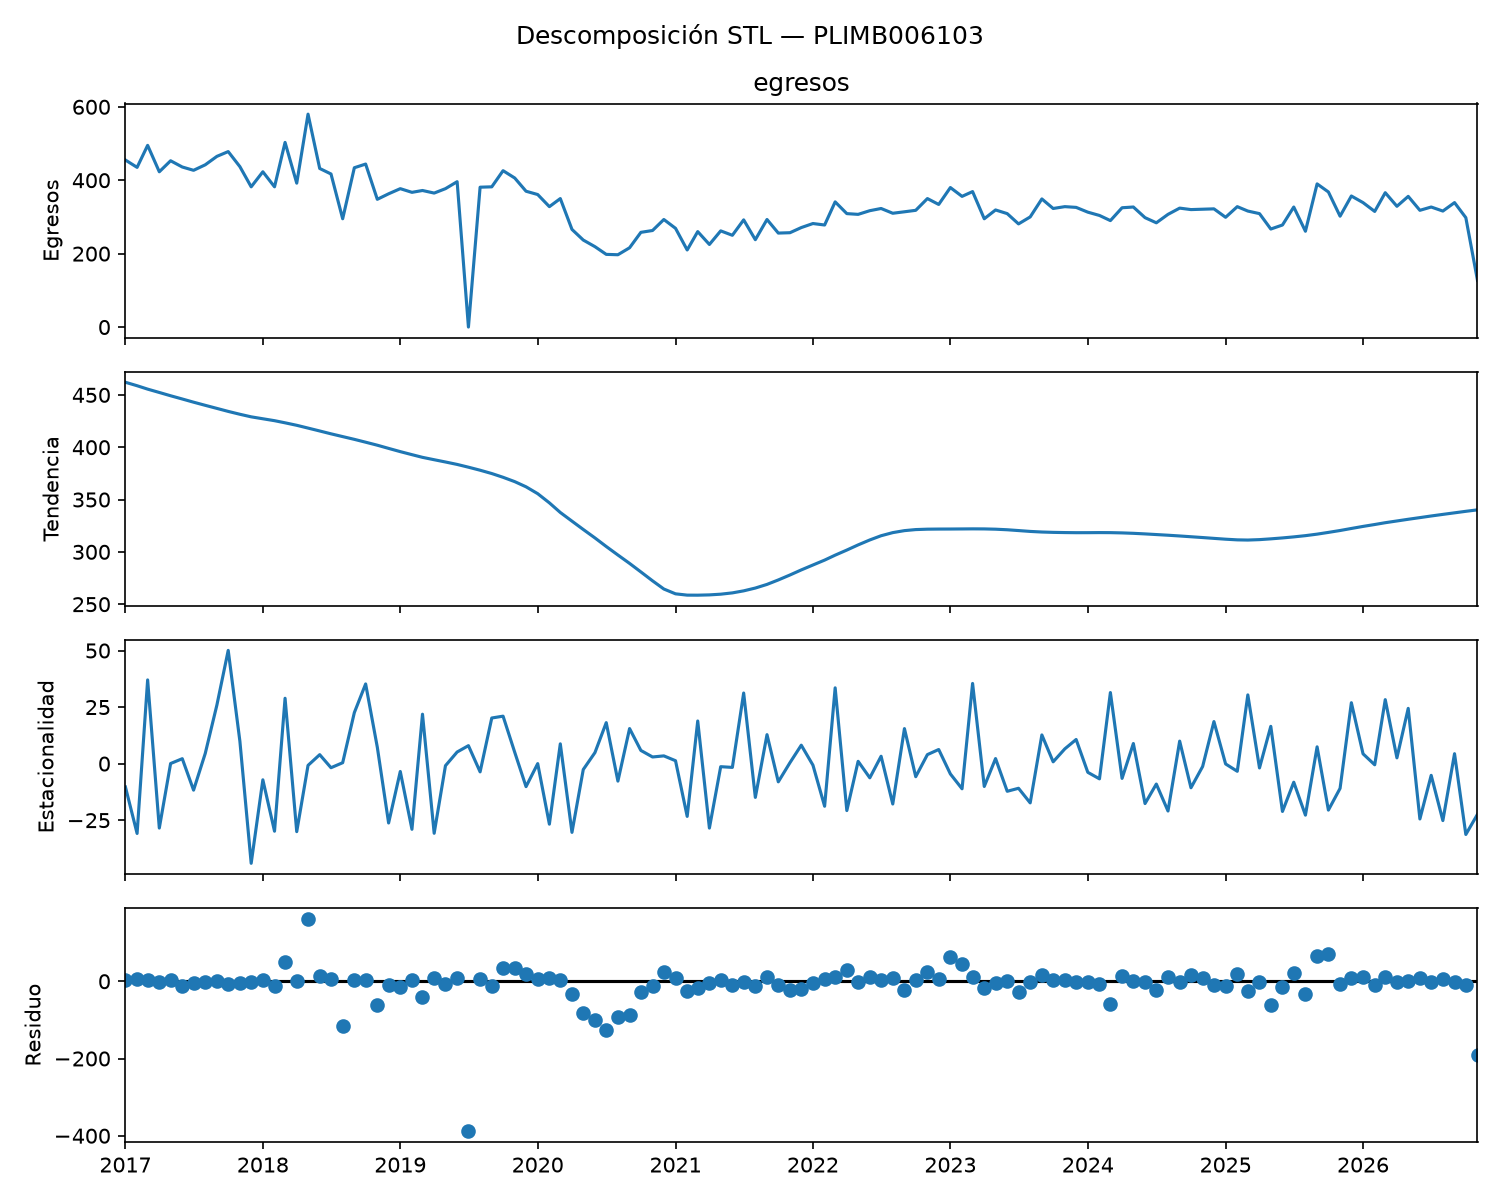 Descomposición STL — PLIMB006103
egresos
Egresos
600
400
200
0
Tendencia
450
400
350
300
250
Estacionalidad
50
25
0
−25
Residuo
0
−200
−400
2017 2018 2019 2020 2021 2022 2023 2024 2025 2026